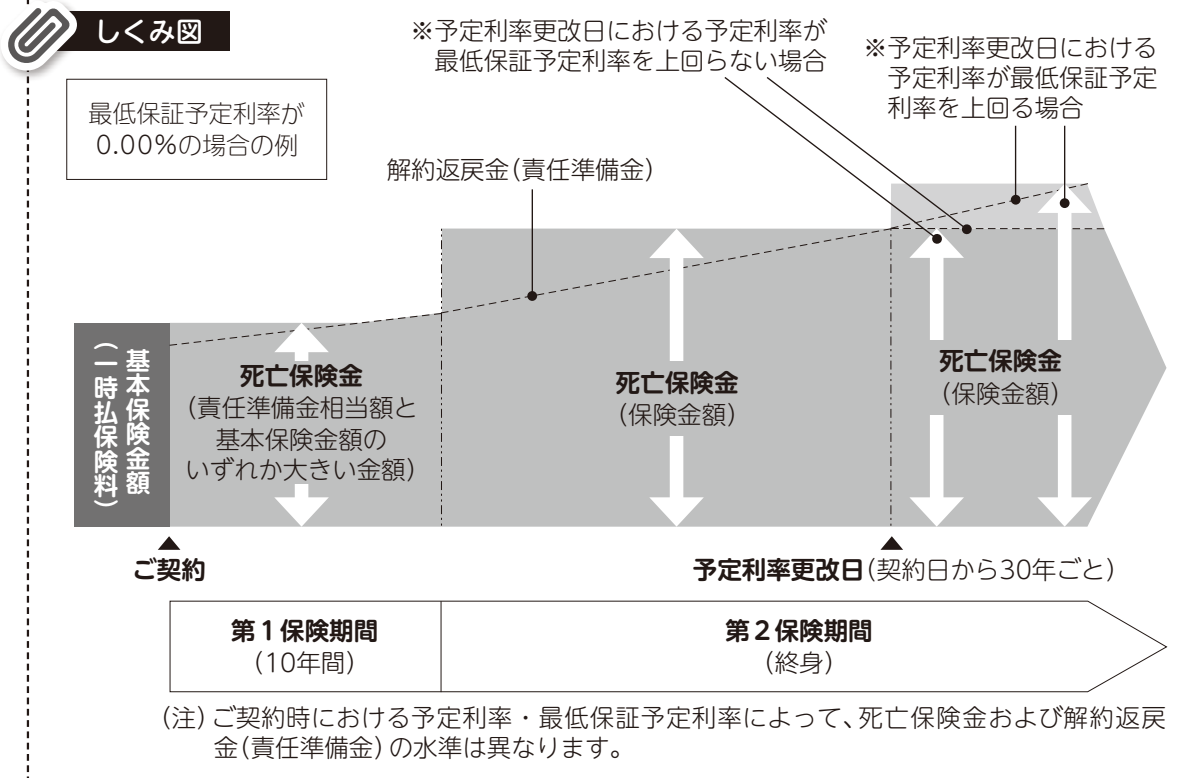 しくみ図
最低保証予定利率が
0.00%の場合の例
※予定利率更改日における予定利率が
最低保証予定利率を上回らない場合
※予定利率更改日における
予定利率が最低保証予定
利率を上回る場合
解約返戻金(責任準備金)
基本保険金額
(一時払保険料)
死亡保険金
(責任準備金相当額と
基本保険金額の
いずれか大きい金額)
死亡保険金
(保険金額)
死亡保険金
(保険金額)
ご契約
予定利率更改日(契約日から30年ごと)
第1保険期間
(10年間)
第2保険期間
(終身)
(注)ご契約時における予定利率・最低保証予定利率によって、死亡保険金および解約返戻
金(責任準備金)の水準は異なります。